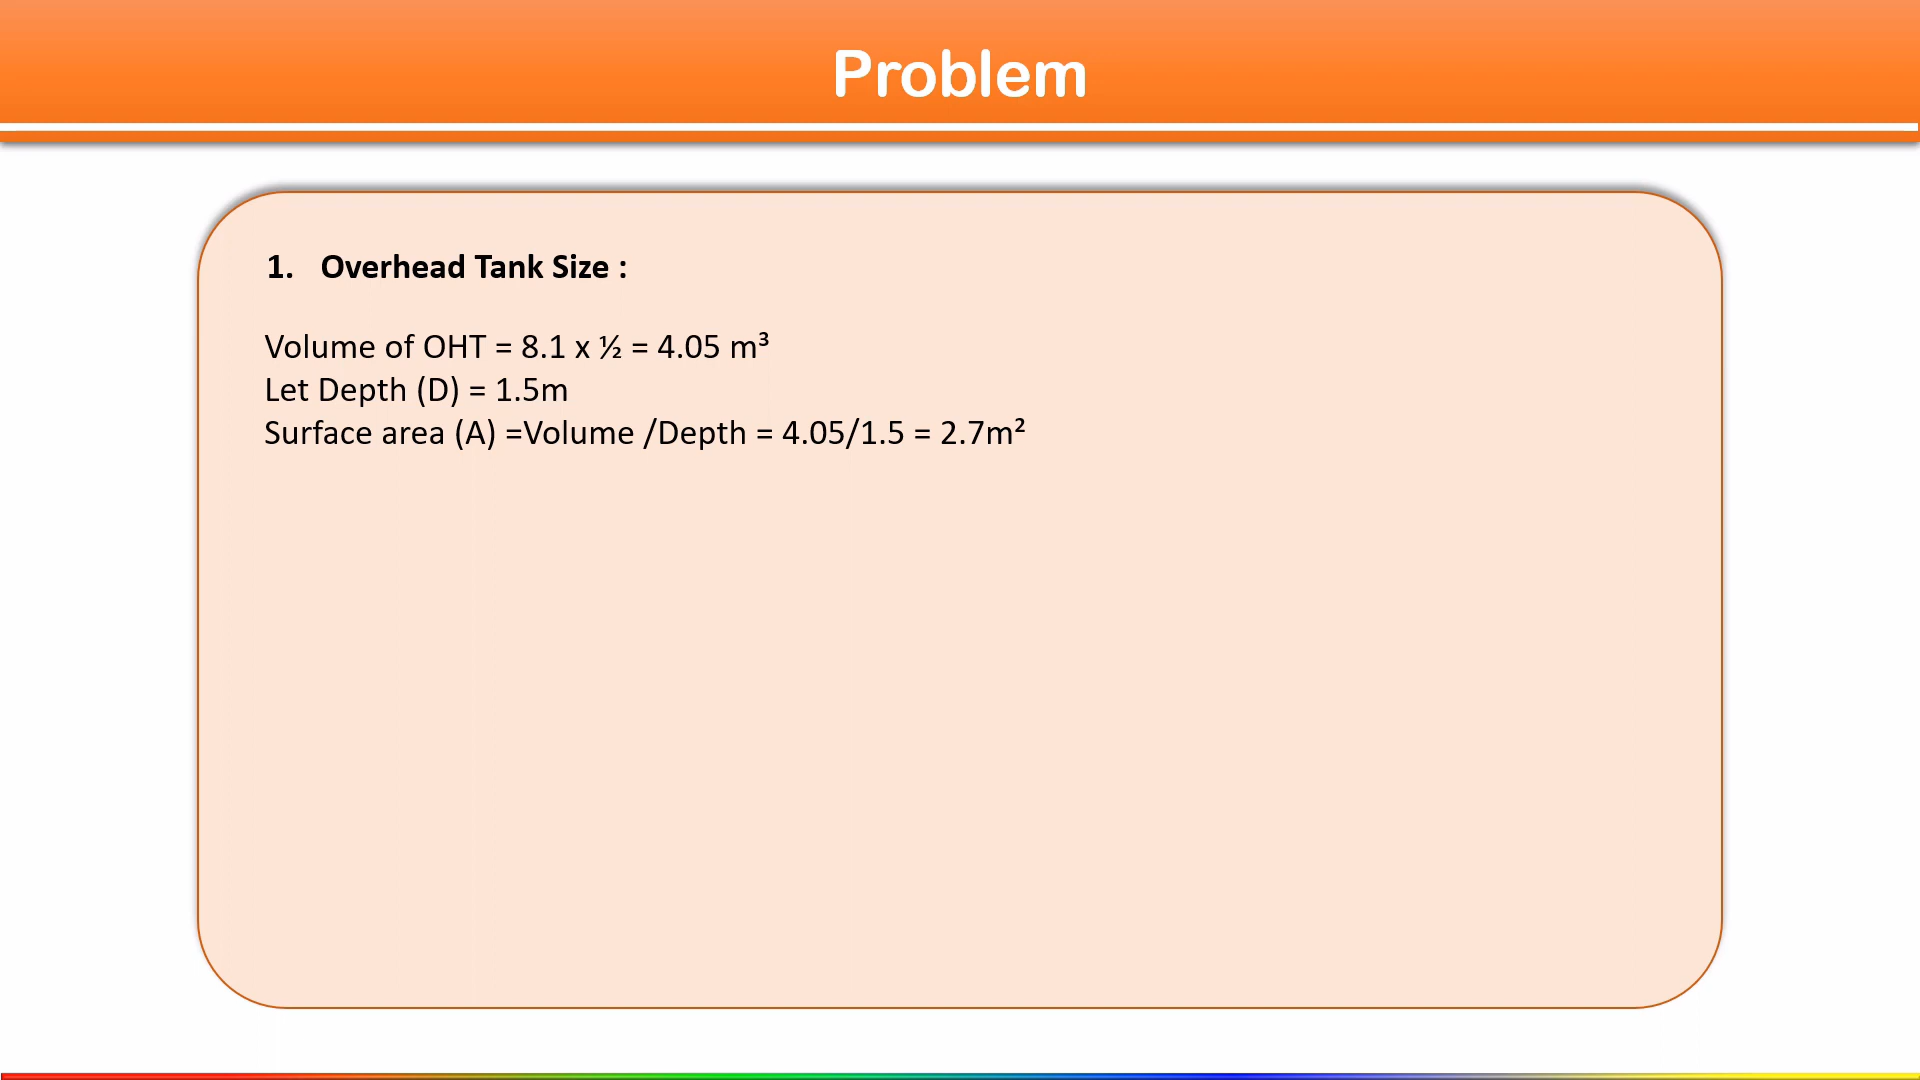 Problem
1. Overhead Tank Size :
Volume of OHT = 8.1 x ½ = 4.05 m³
Let Depth (D) = 1.5m
Surface area (A) =Volume /Depth = 4.05/1.5 = 2.7m²